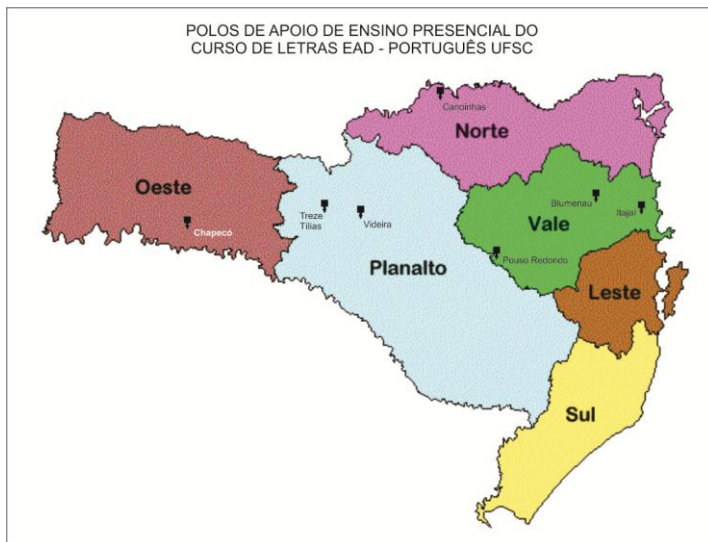 POLOS DE APOIO DE ENSINO PRESENCIAL DO
CURSO DE LETRAS EAD - PORTUGUÊS UFSC
Canoinhas
Norte
Oeste
Chapecó
Treze
Tílias
Videira
Planalto
Blumenau
Itajaí
Vale
Pouso Redondo
Leste
Sul